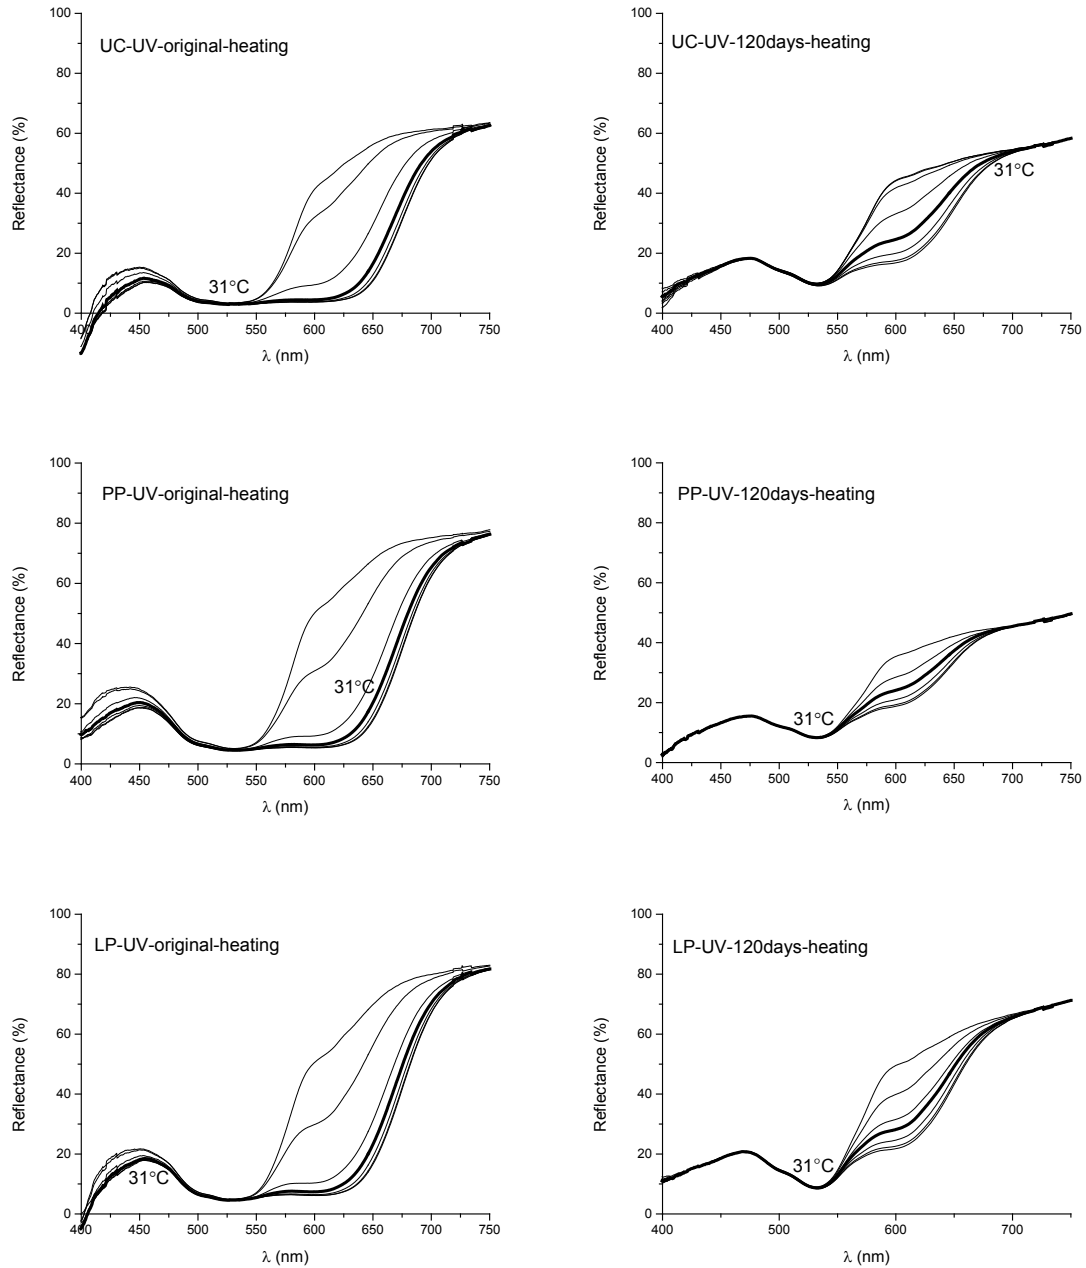 UC-UV-original-heating
Reflectance (%)
100
80
60
40
20
0
31°C
400 450 500 550 600 650 700 750
λ (nm)
UC-UV-120days-heating
Reflectance (%)
100
80
60
40
20
0
31°C
400 450 500 550 600 650 700 750
λ (nm)
PP-UV-original-heating
Reflectance (%)
100
80
60
40
20
0
31°C
400 450 500 550 600 650 700 750
λ (nm)
PP-UV-120days-heating
Reflectance (%)
100
80
60
40
20
0
31°C
400 450 500 550 600 650 700 750
λ (nm)
LP-UV-original-heating
Reflectance (%)
100
80
60
40
20
0
31°C
400 450 500 550 600 650 700 750
λ (nm)
LP-UV-120days-heating
Reflectance (%)
100
80
60
40
20
0
31°C
400 450 500 550 600 650 700 750
λ (nm)